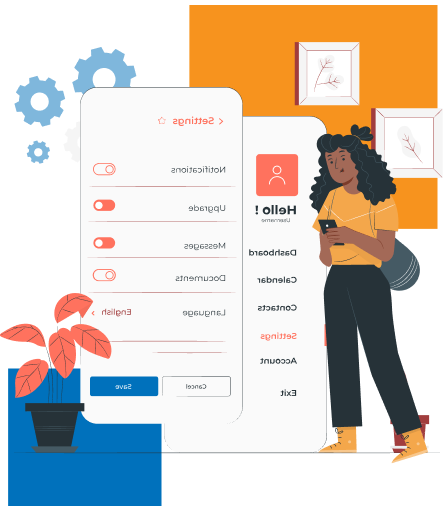 Settings
Notifications
Upgrade
Messages
Documents
Language English
Save Cancel
Hello !
Username
Dashboard
Calendar
Contacts
Settings
Account
Exit